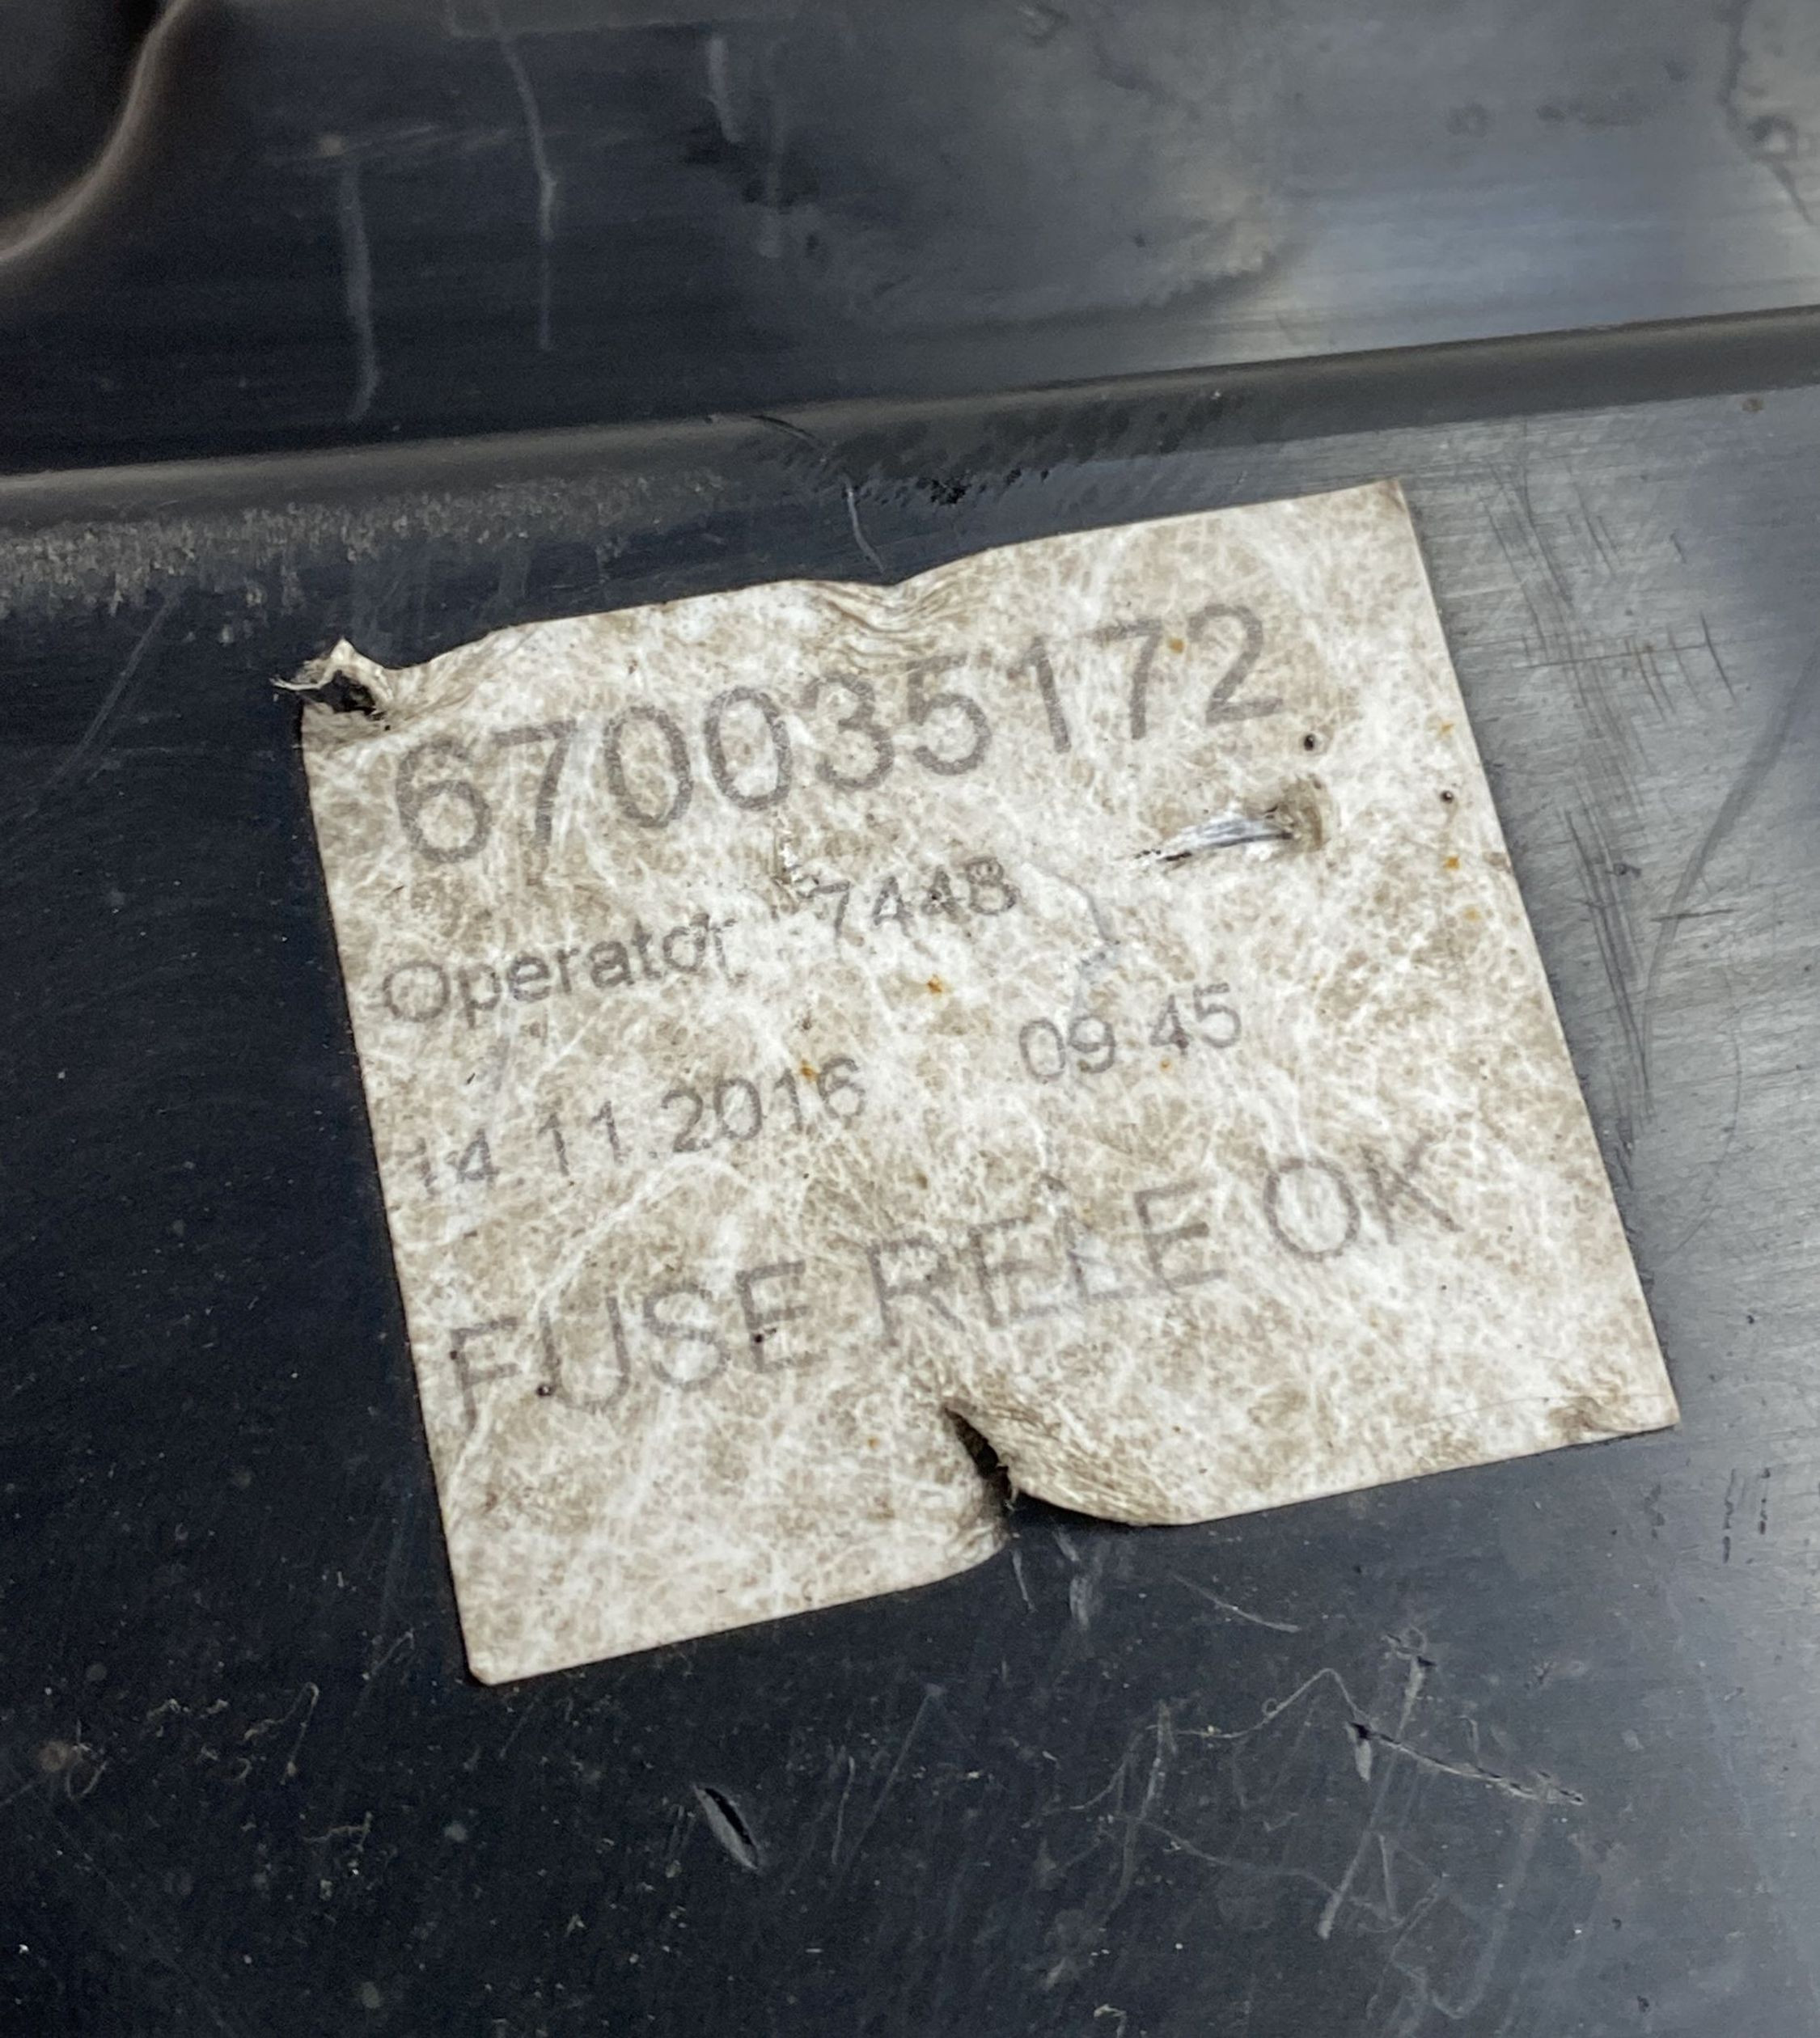 670035172
Operator 7448
14 11.2016 09 45
FUSE RELE OK